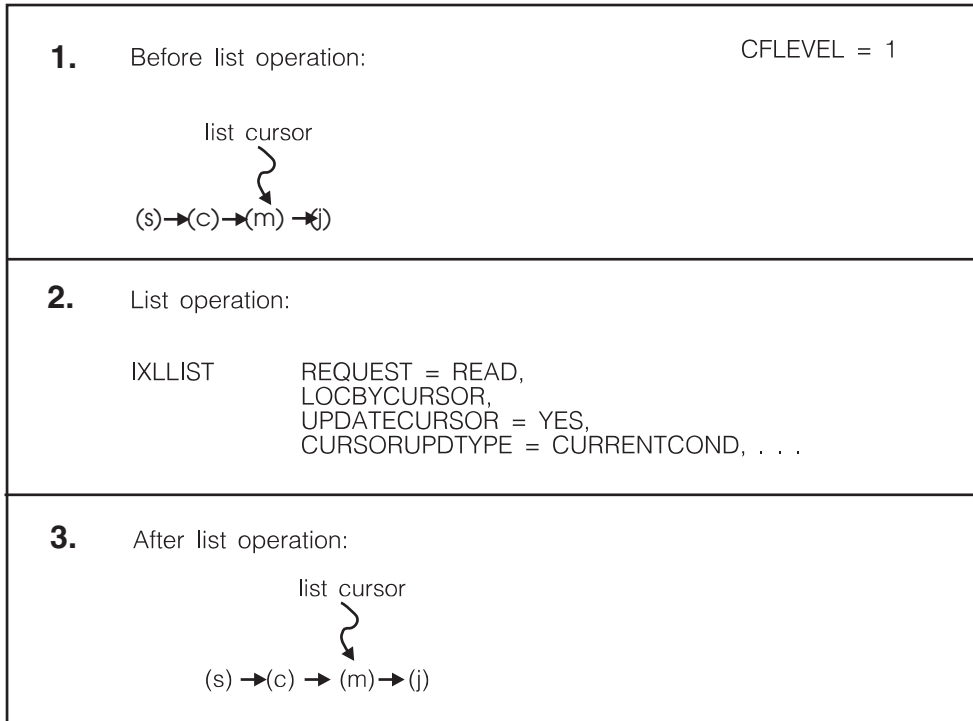 1. Before list operation: CFLEVEL = 1
list cursor
(s)→(c)→(m)→(j)
2. List operation:
IXLLIST REQUEST = READ,
LOCBYCURSOR,
UPDATECURSOR = YES,
CURSORUPDTYPE = CURRENTCOND, . . .
3. After list operation:
list cursor
(s)→(c)→(m)→(j)